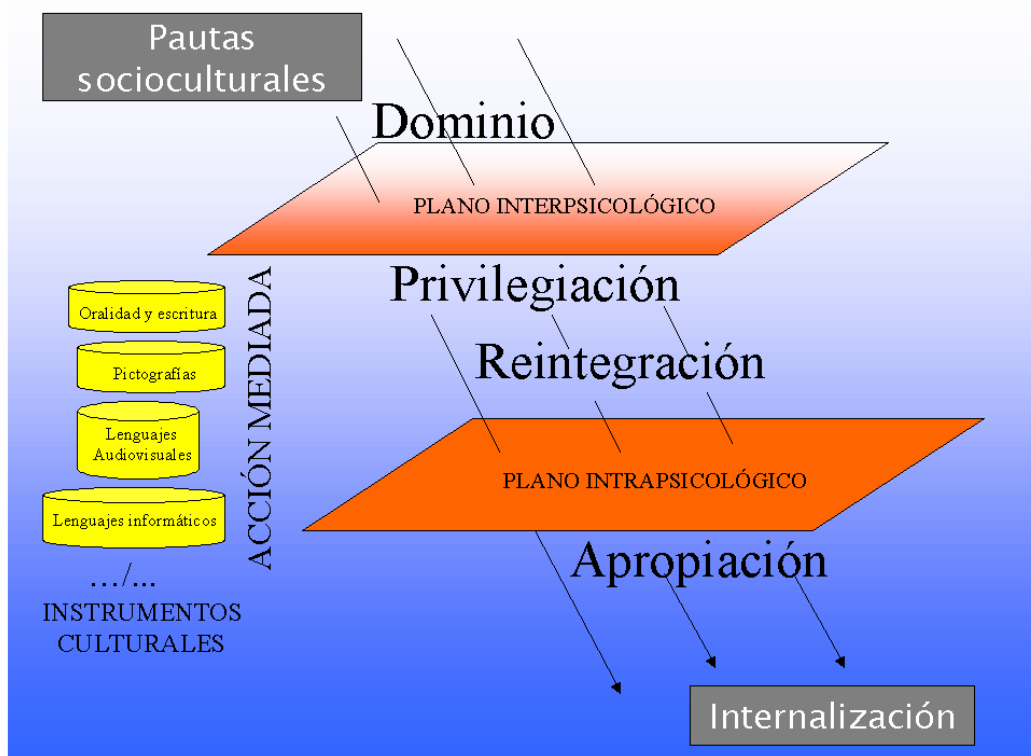 Pautas
socioculturales
Dominio
PLANO INTERPSICOLÓGICO
Privilegiación
Reintegración
PLANO INTRAPSICOLÓGICO
Apropiación
Internalización
ACCIÓN MEDIADA
Oralidad y escritura
Pictografías
Lenguajes
Audiovisuales
Lenguajes informáticos
…/...
INSTRUMENTOS
CULTURALES